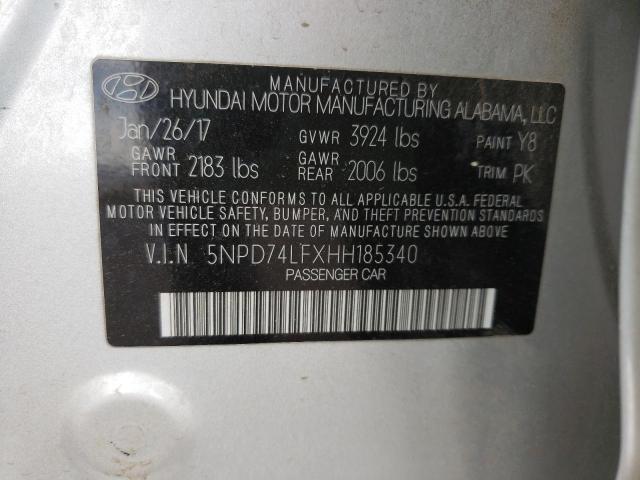 MANUFACTURED BY
HYUNDAI MOTOR MANUFACTURING ALABAMA, LLC
Jan/26/17 GVWR 3924 lbs PAINT Y8
GAWR FRONT 2183 lbs GAWR REAR 2006 lbs TRIM PK
THIS VEHICLE CONFORMS TO ALL APPLICABLE U.S.A. FEDERAL
MOTOR VEHICLE SAFETY, BUMPER, AND THEFT PREVENTION STANDARDS
IN EFFECT ON THE DATE OF MANUFACTURE SHOWN ABOVE
V.I.N 5NPD74LFXHH185340
PASSENGER CAR